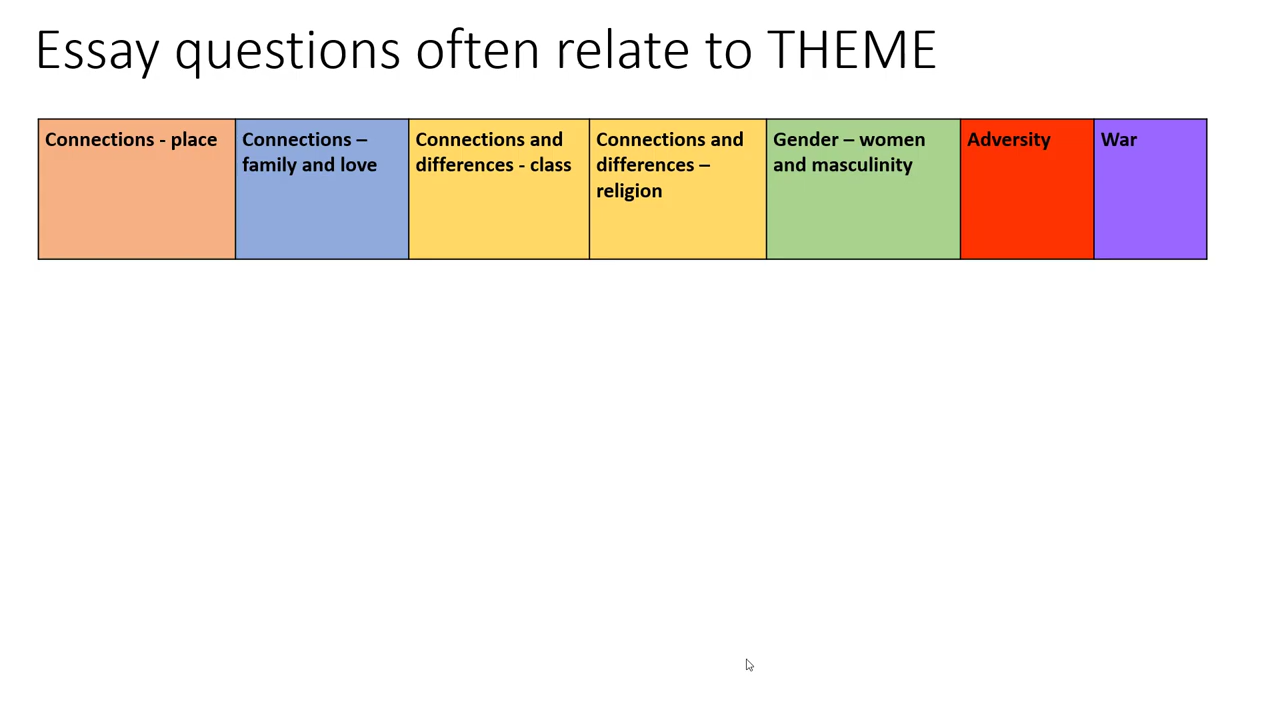 Essay questions often relate to THEME
Connections - place
Connections –
family and love
Connections and
differences - class
Connections and
differences –
religion
Gender – women
and masculinity
Adversity
War